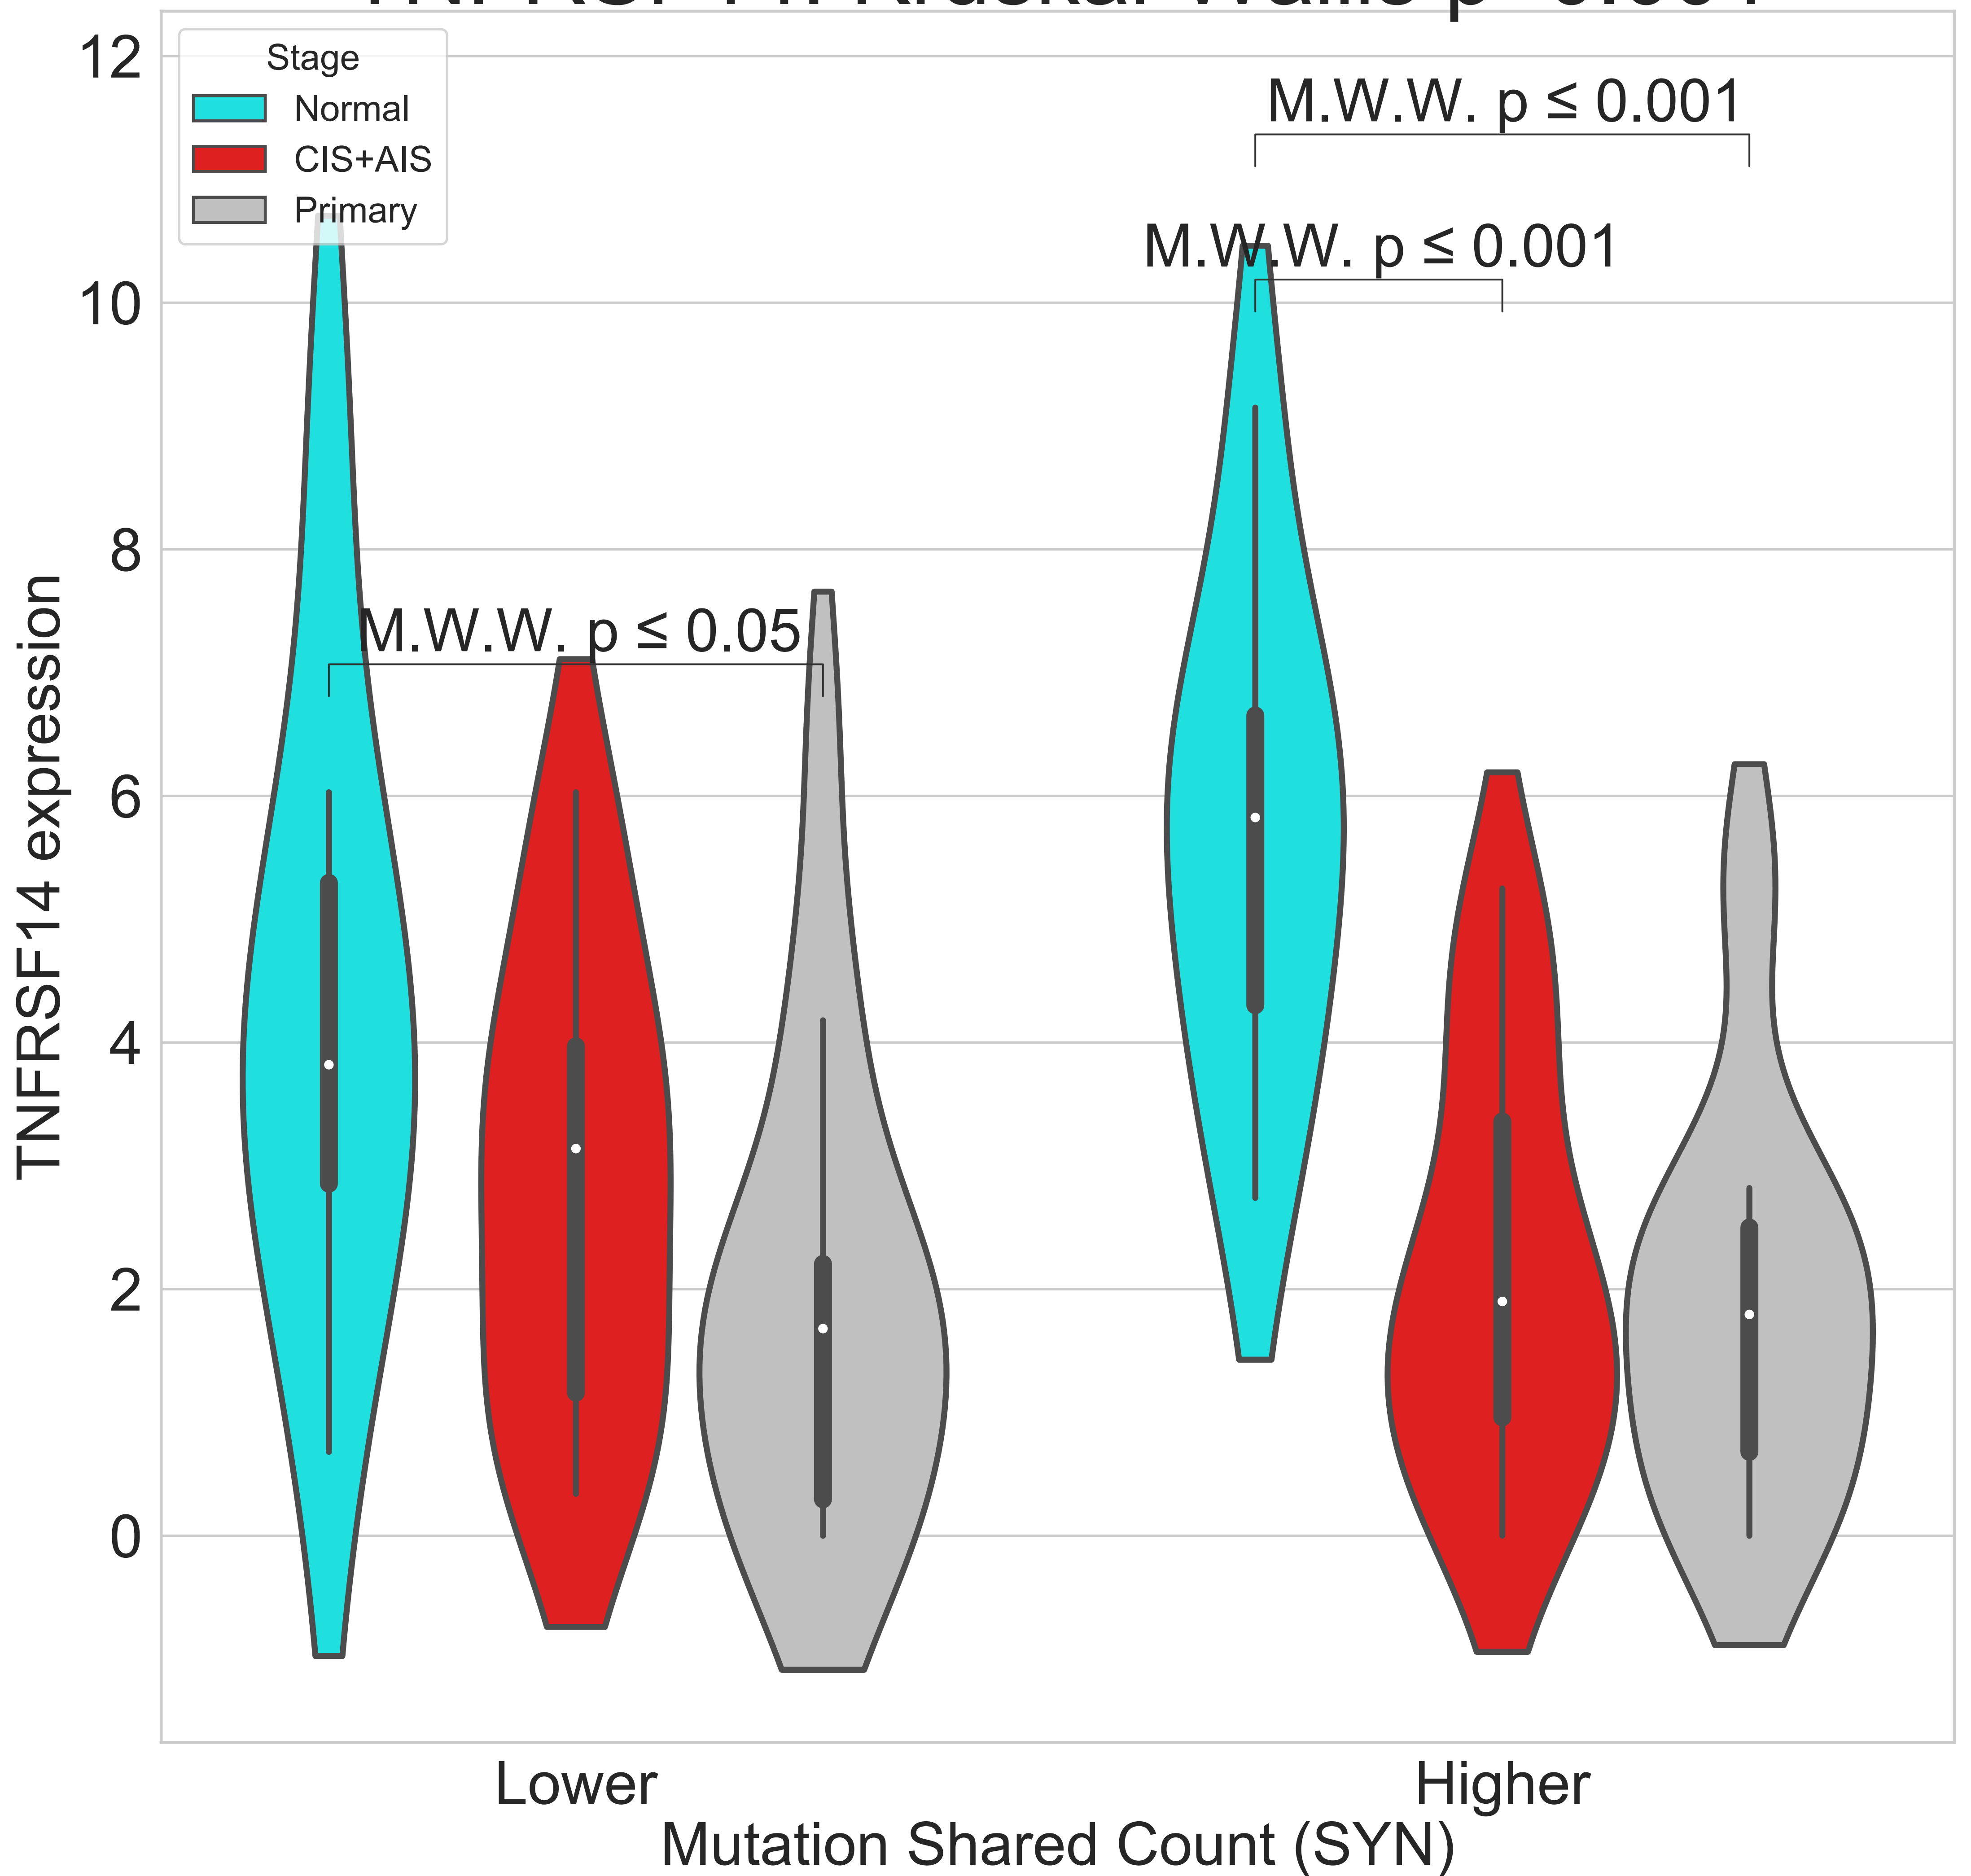 12
10
8
6
4
2
0
TNFRSF14 expression
Stage
Normal
CIS+AIS
Primary
M.W.W. p ≤ 0.001
M.W.W. p ≤ 0.001
M.W.W. p ≤ 0.05
Lower
Higher
Mutation Shared Count (SYN)